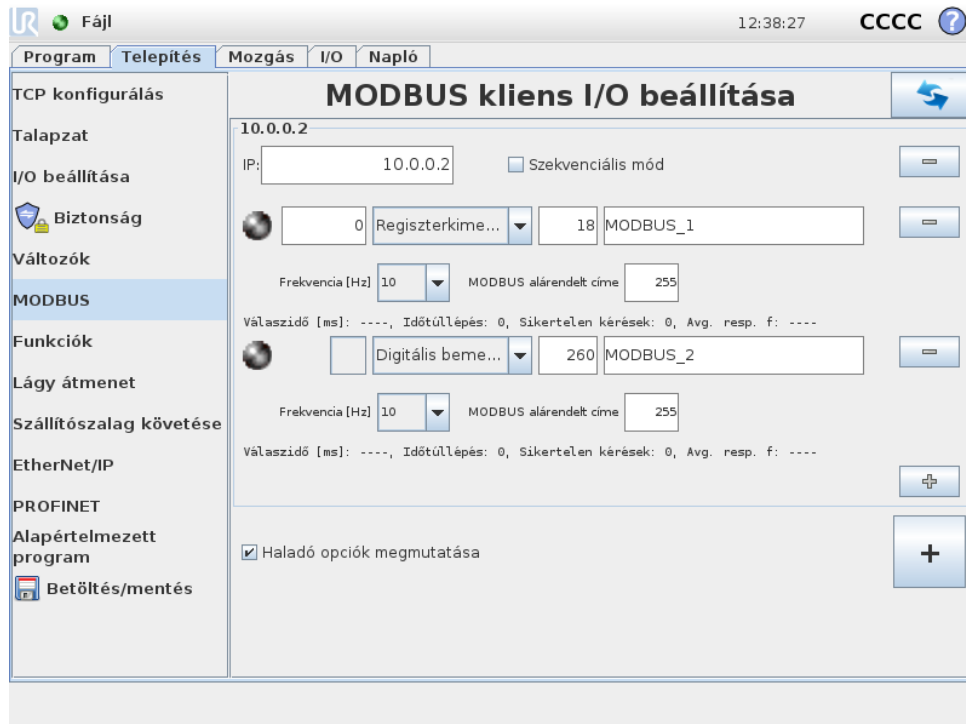 UR Fájl 12:38:27 CCCC ?
Program Telepítés Mozgás I/O Napló
TCP konfigurálás
Talapzat
I/O beállítása
Biztonság
Változók
MODBUS
Funkciók
Lágy átmenet
Szállítószalag követése
EtherNet/IP
PROFINET
Alapértelmezett
program
Betöltés/mentés
MODBUS kliens I/O beállítása
10.0.0.2
IP: 10.0.0.2 Szekvenciális mód
0 Regiszterkime... 18 MODBUS_1
Frekvencia [Hz] 10 MODBUS alárendelt címe 255
Válaszidő [ms]: ----, Időtúllépés: 0, Sikertelen kérések: 0, Avg. resp. f: ----
Digitális beme... 260 MODBUS_2
Frekvencia [Hz] 10 MODBUS alárendelt címe 255
Válaszidő [ms]: ----, Időtúllépés: 0, Sikertelen kérések: 0, Avg. resp. f: ----
Haladó opciók megmutatása